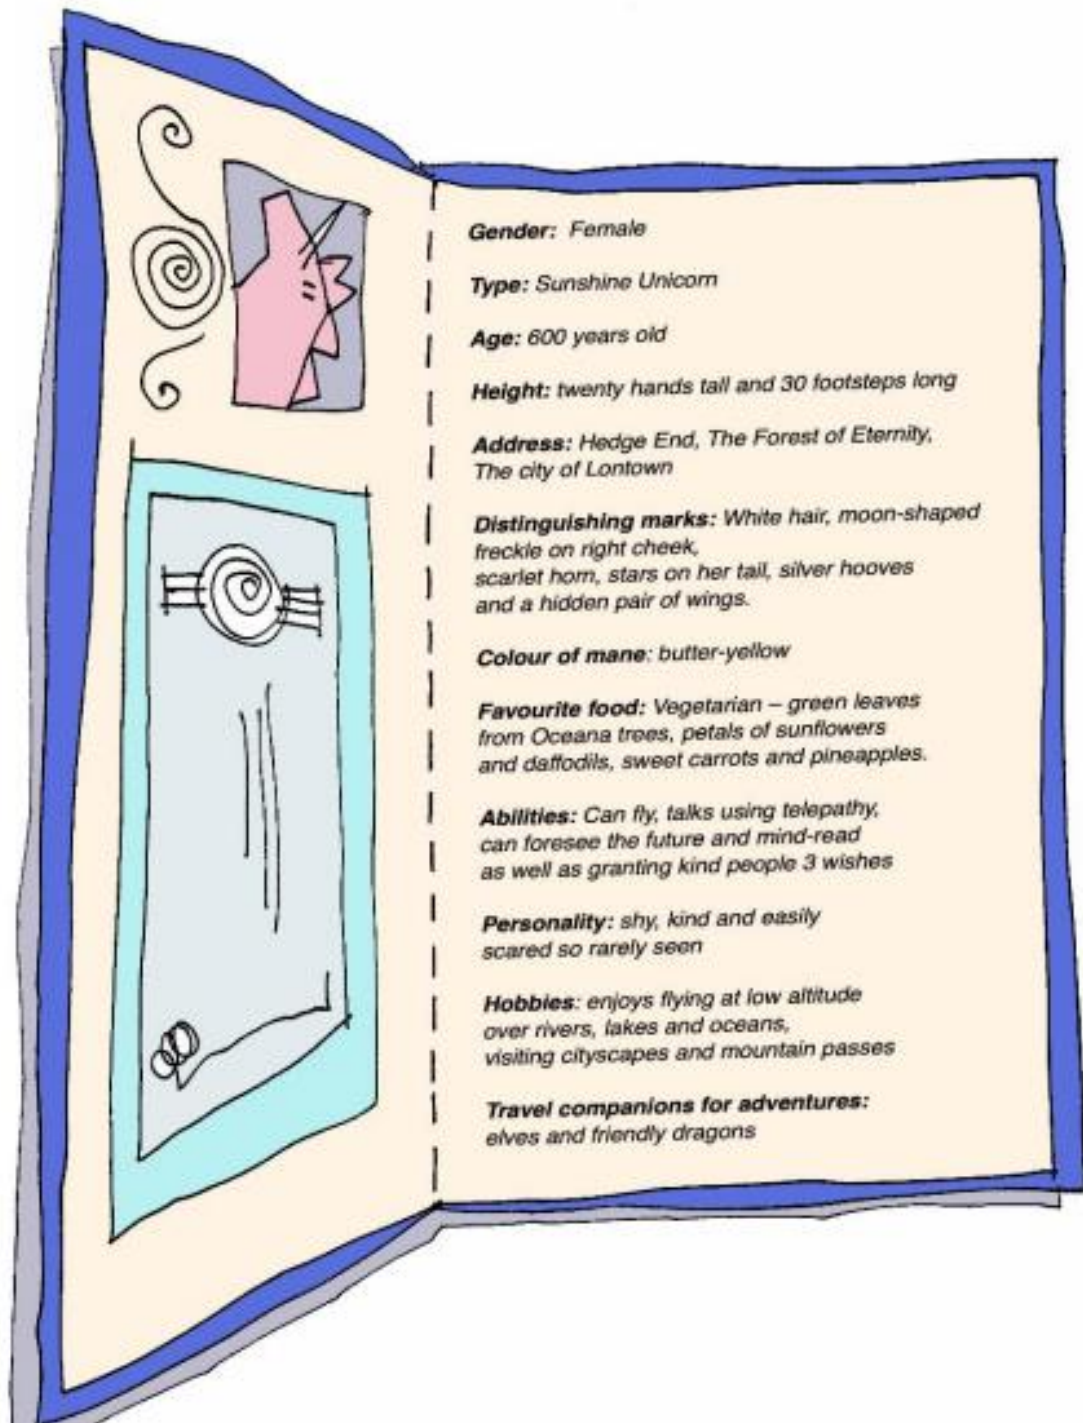 Gender: Female
Type: Sunshine Unicorn
Age: 600 years old
Height: twenty hands tall and 30 footsteps long
Address: Hedge End, The Forest of Eternity,
The city of Lontown
Distinguishing marks: White hair, moon-shaped
freckle on right cheek,
scarlet horn, stars on her tail, silver hooves
and a hidden pair of wings.
Colour of mane: butter-yellow
Favourite food: Vegetarian – green leaves
from Oceana trees, petals of sunflowers
and daffodils, sweet carrots and pineapples.
Abilities: Can fly, talks using telepathy,
can foresee the future and mind-read
as well as granting kind people 3 wishes
Personality: shy, kind and easily
scared so rarely seen
Hobbies: enjoys flying at low altitude
over rivers, lakes and oceans,
visiting cityscapes and mountain passes
Travel companions for adventures:
elves and friendly dragons